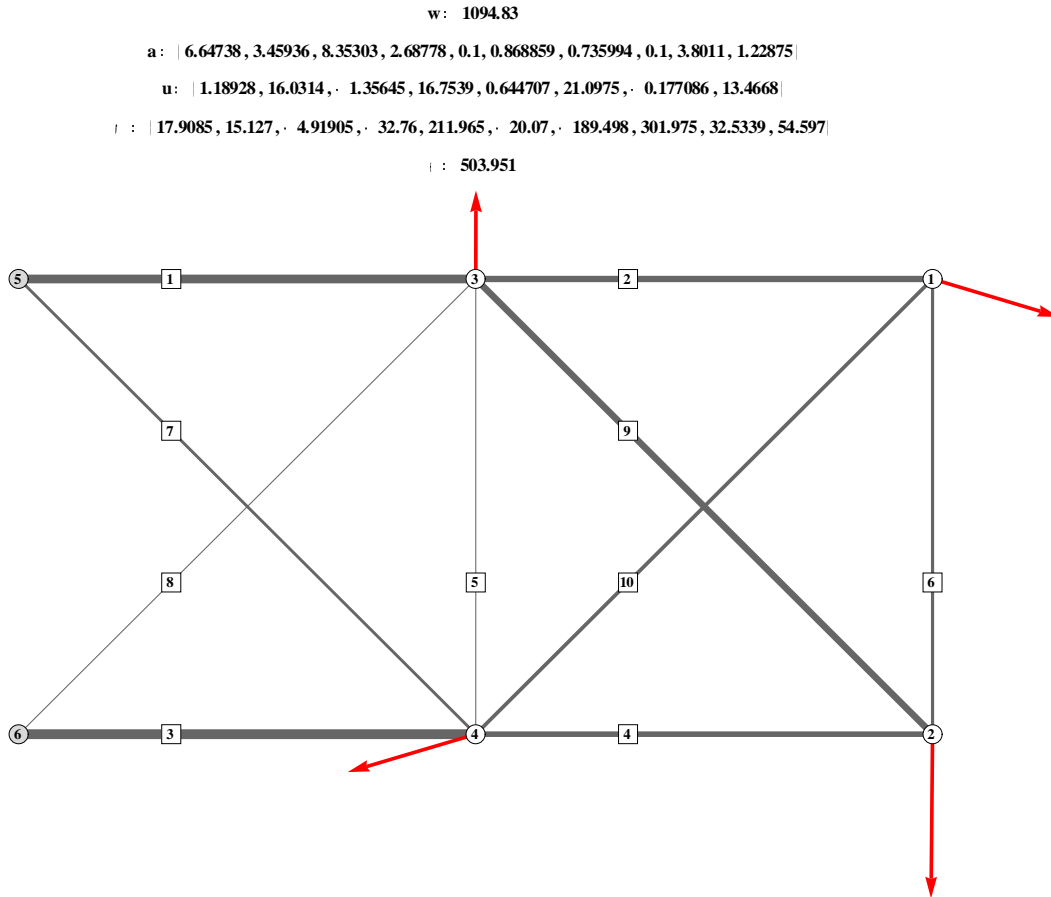 w: 1094.83
a: | 6.64738 , 3.45936 , 8.35303 , 2.68778 , 0.1 , 0.868859 , 0.735994 , 0.1 , 3.8011 , 1.22875 |
u: | 1.18928 , 16.0314 , · 1.35645 , 16.7539 , 0.644707 , 21.0975 , · 0.177086 , 13.4668 |
: | 17.9085 , 15.127 , · 4.91905 , · 32.76 , 211.965 , · 20.07 , · 189.498 , 301.975 , 32.5339 , 54.597 |
: 503.951
5 1 3 2 1
7 9
8 5 10 6
6 3 4 4 2